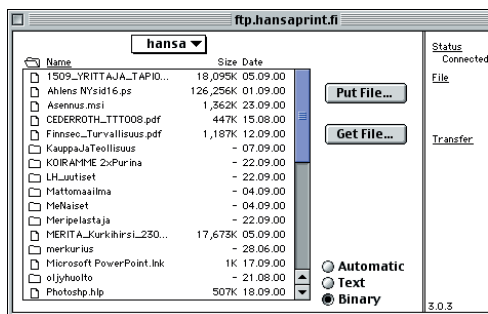 ftp.hansaprint.fi
hansa
Name Size Date
1509_YRITTAJA_TAPIO... 18,095K 05.09.00
Ahlens NYsid16.ps 126,256K 01.09.00
Asennus.msi 1,362K 23.09.00
CEDERROTH_TTT008.pdf 447K 15.08.00
Finnsec_Turvallisuus.pdf 1,187K 12.09.00
KauppaJaTeollisuus - 07.09.00
KOIRAMME 2xPurina - 22.09.00
LH_uutiset - 22.09.00
Mattomaailma - 04.09.00
MeNaiset - 04.09.00
Meripelastaja - 22.09.00
MERITA_Kurkihirsi_230... 17,673K 05.09.00
merkurius - 28.06.00
Microsoft PowerPoint.lnk 1K 17.09.00
oljyhuolto - 21.08.00
Photoshp.hlp 507K 18.09.00
Put File...
Get File...
Automatic
Text
Binary
Status
Connected
File
Transfer
3.0.3